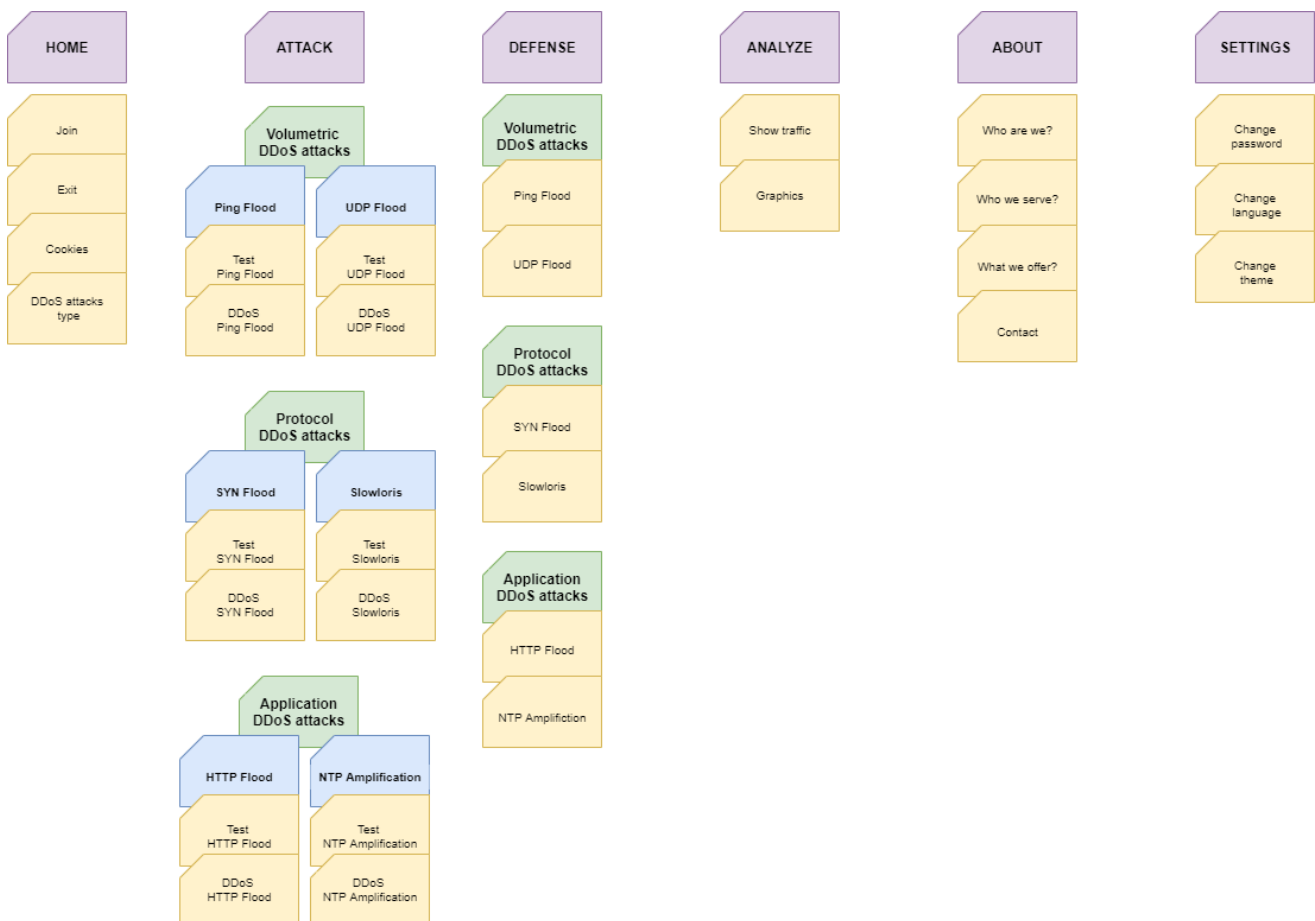 HOME
Join
Exit
Cookies
DDoS attacks
type
ATTACK
Volumetric
DDoS attacks
Ping Flood
Test
Ping Flood
DDoS
Ping Flood
UDP Flood
Test
UDP Flood
DDoS
UDP Flood
Protocol
DDoS attacks
SYN Flood
Test
SYN Flood
DDoS
SYN Flood
Slowloris
Test
Slowloris
DDoS
Slowloris
Application
DDoS attacks
HTTP Flood
Test
HTTP Flood
DDoS
HTTP Flood
NTP Amplification
Test
NTP Amplification
DDoS
NTP Amplification
DEFENSE
Volumetric
DDoS attacks
Ping Flood
UDP Flood
Protocol
DDoS attacks
SYN Flood
Slowloris
Application
DDoS attacks
HTTP Flood
NTP Amplifiction
ANALYZE
Show traffic
Graphics
ABOUT
Who are we?
Who we serve?
What we offer?
Contact
SETTINGS
Change
password
Change
language
Change
theme